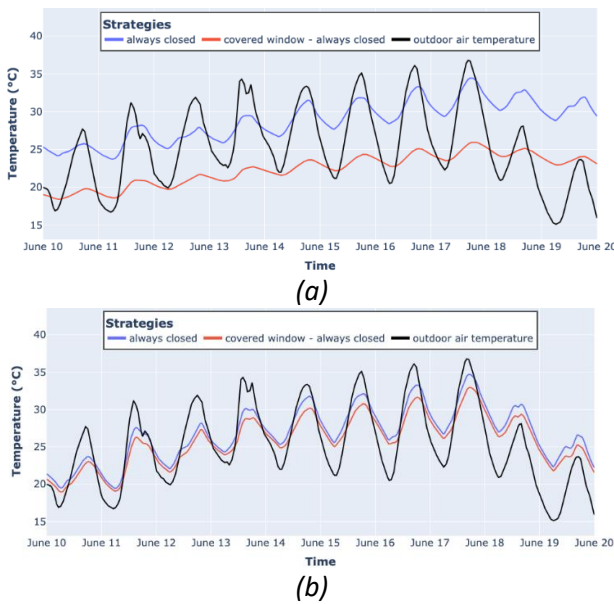 Strategies
always closed covered window - always closed outdoor air temperature
40
35
30
25
20
15
Temperature (°C)
June 10 June 11 June 12 June 13 June 14 June 15 June 16 June 17 June 18 June 19 June 20
Time
(a)
Strategies
always closed covered window - always closed outdoor air temperature
40
35
30
25
20
15
Temperature (°C)
June 10 June 11 June 12 June 13 June 14 June 15 June 16 June 17 June 18 June 19 June 20
Time
(b)